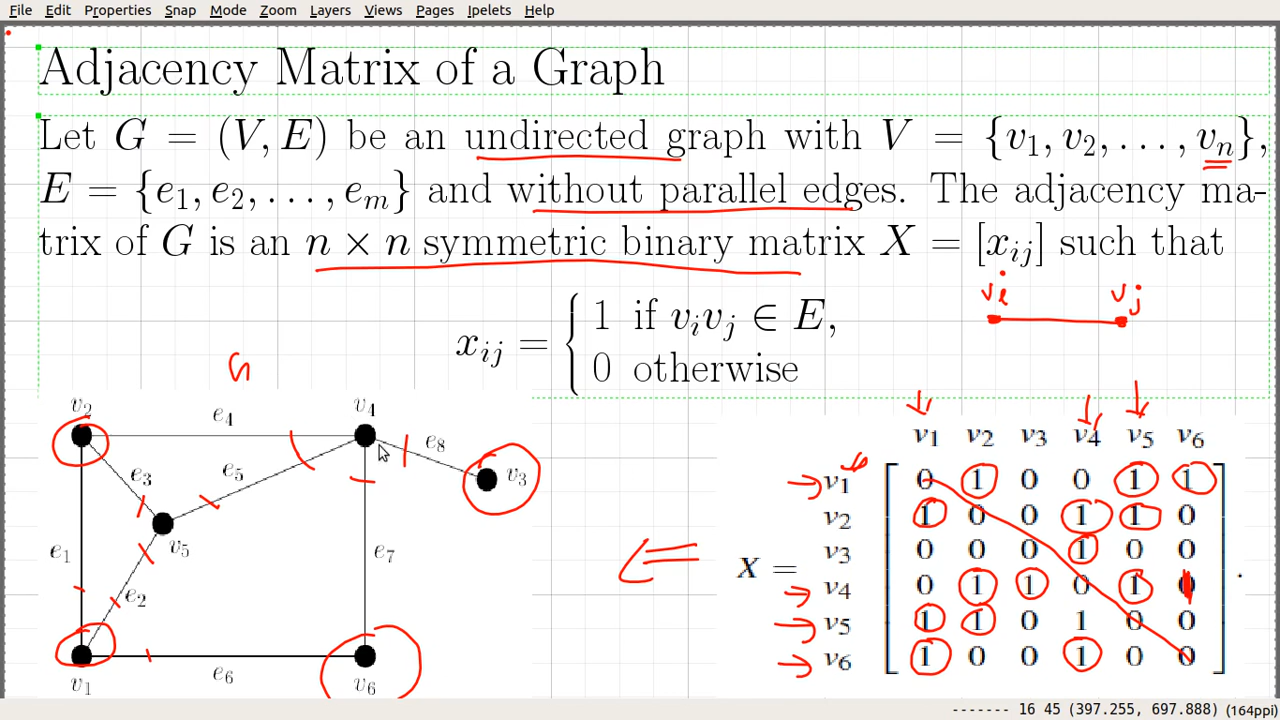 File Edit Properties Snap Mode Zoom Layers Views Pages Ipelets Help
Adjacency Matrix of a Graph
Let G = (V, E) be an undirected graph with V = {v₁, v₂, . . . , vₙ},
E = {e₁, e₂, . . . , eₘ} and without parallel edges. The adjacency ma-
trix of G is an n × n symmetric binary matrix X = [xᵢⱼ] such that
vi vj
xᵢⱼ = { 1 if vᵢvⱼ ∈ E,
0 otherwise
G
v₂ e₄ v₄
e₈
e₃ e₅ v₃
v₅
e₁ e₇
e₂
e₆
v₁ v₆
v₁ v₂ v₃ v₄ v₅ v₆
v₁ 0 1 0 0 1 1
v₂ 1 0 0 1 1 0
v₃ 0 0 0 1 0 0
X =
v₄ 0 1 1 0 1
v₅ 1 1 0 1 0 0
v₆ 1 0 0 1 0 0
.
------- 16 45 (397.255, 697.888) (164ppi)